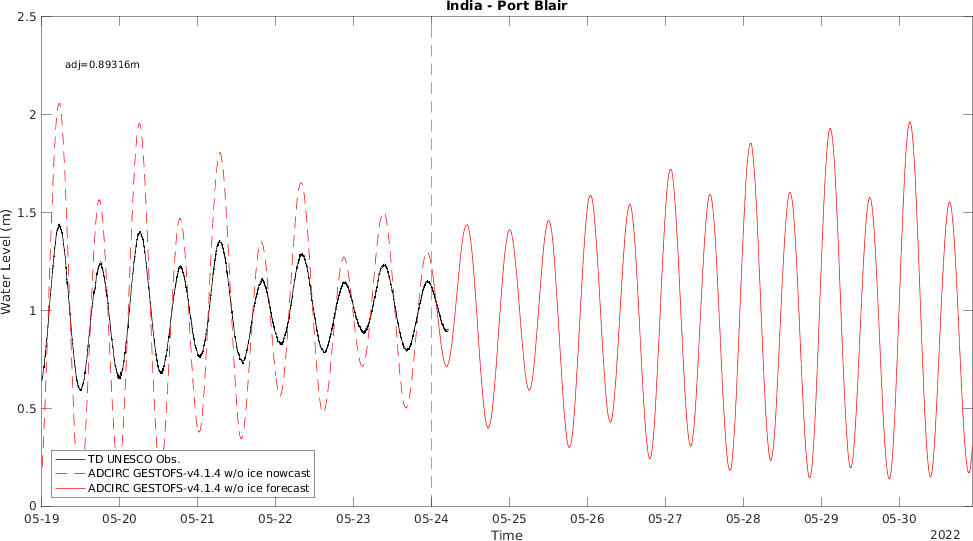 India - Port Blair
adj=0.89316m
Water Level (m)
2.5
2
1.5
1
0.5
0
TD UNESCO Obs.
ADCIRC GESTOFS-v4.1.4 w/o ice nowcast
ADCIRC GESTOFS-v4.1.4 w/o ice forecast
05-19 05-20 05-21 05-22 05-23 05-24 05-25 05-26 05-27 05-28 05-29 05-30
Time
2022